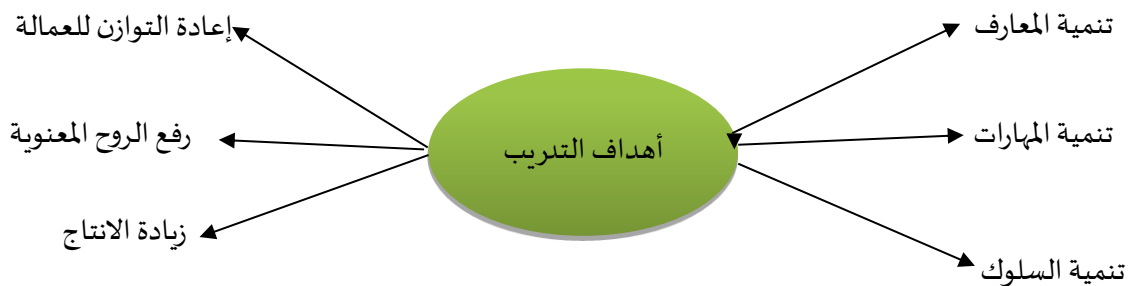 أهداف التدريب
تنمية المعارف
تنمية المهارات
تنمية السلوك
إعادة التوازن للعمالة
رفع الروح المعنوية
زيادة الانتاج